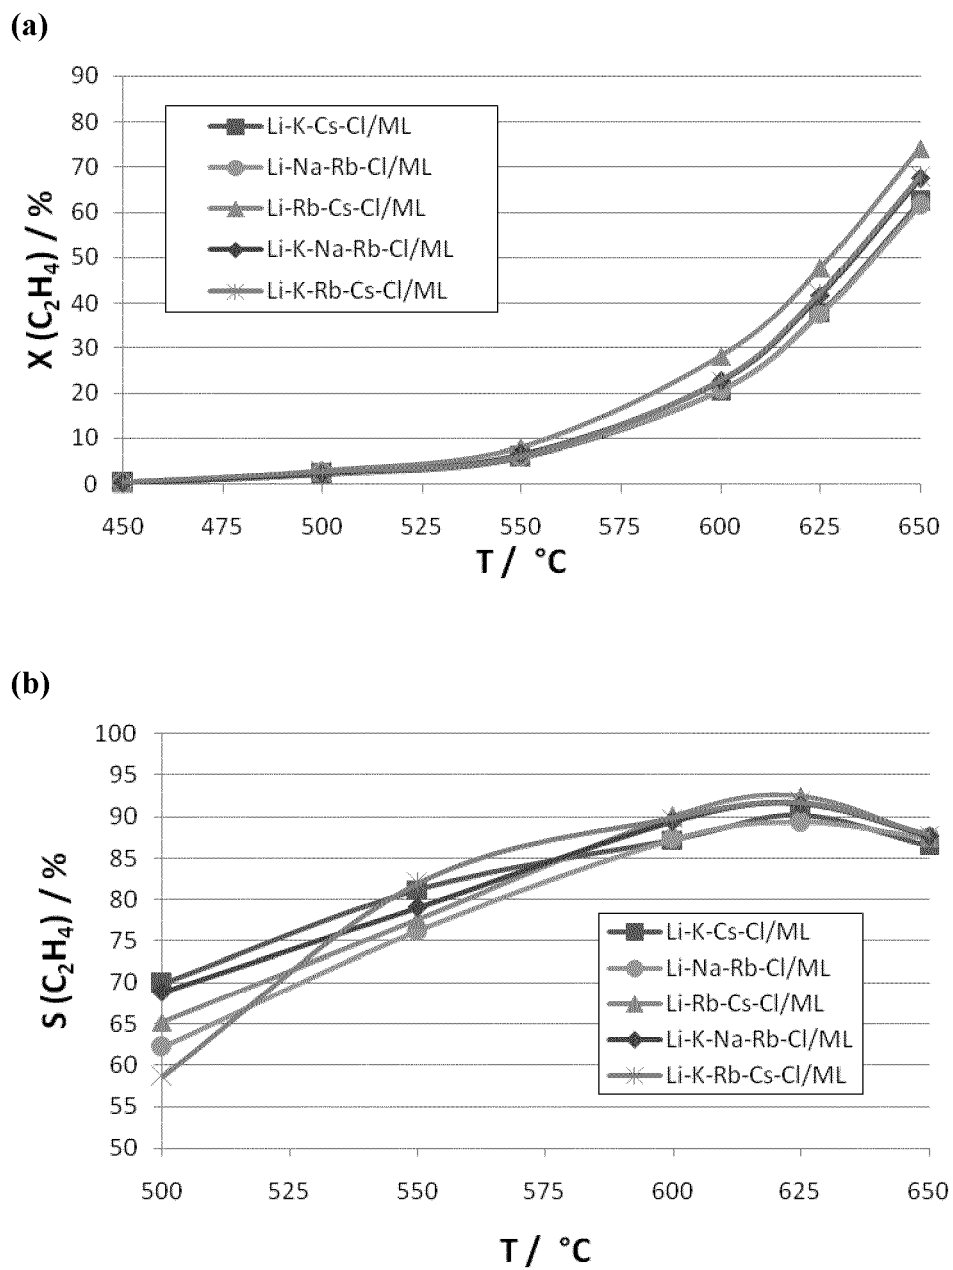 (a)
90
80
70
60
50
40
30
20
10
0
X (C₂H₄) / %
Li-K-Cs-Cl/ML
Li-Na-Rb-Cl/ML
Li-Rb-Cs-Cl/ML
Li-K-Na-Rb-Cl/ML
Li-K-Rb-Cs-Cl/ML
450 475 500 525 550 575 600 625 650
T / °C
(b)
100
95
90
85
80
75
70
65
60
55
50
S (C₂H₄) / %
Li-K-Cs-Cl/ML
Li-Na-Rb-Cl/ML
Li-Rb-Cs-Cl/ML
Li-K-Na-Rb-Cl/ML
Li-K-Rb-Cs-Cl/ML
500 525 550 575 600 625 650
T / °C